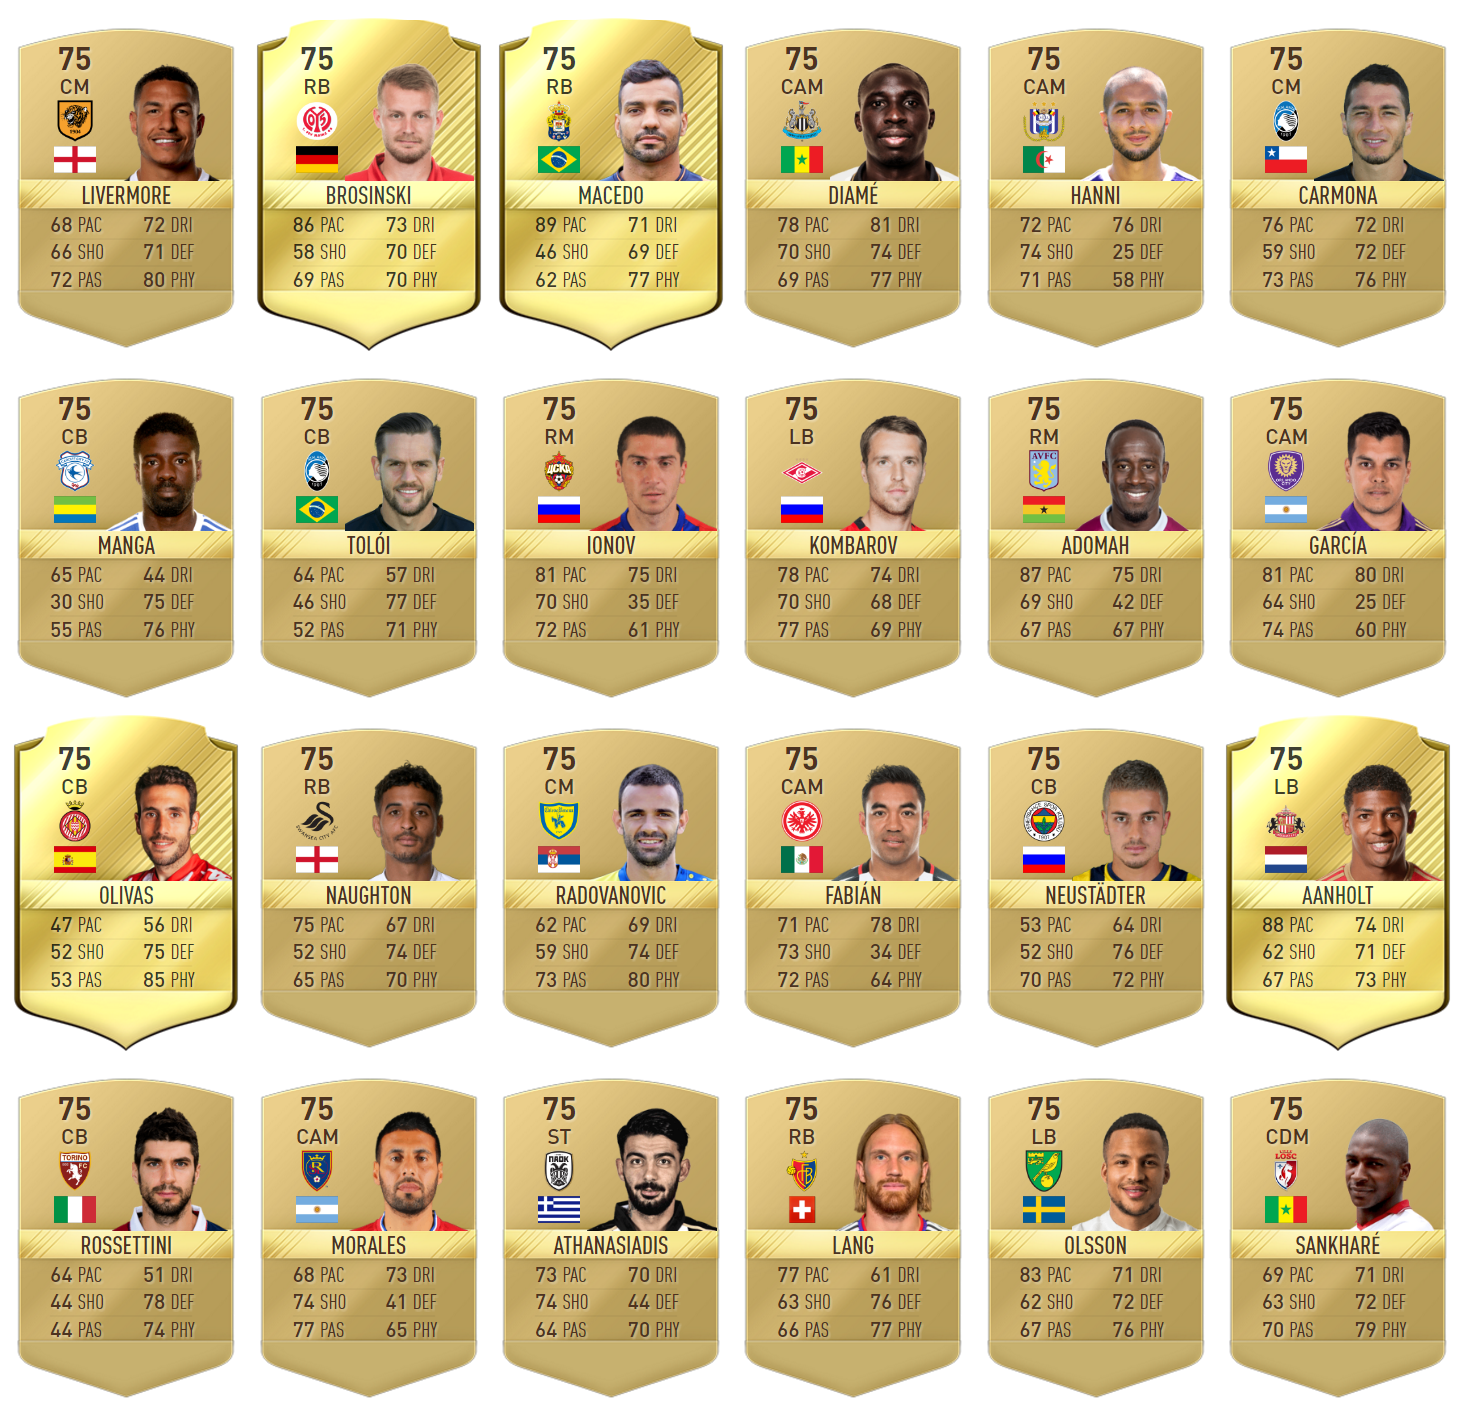 75
CM
LIVERMORE
68 PAC 72 DRI
66 SHO 71 DEF
72 PAS 80 PHY
75
RB
BROSINSKI
86 PAC 73 DRI
58 SHO 70 DEF
69 PAS 70 PHY
75
RB
MACEDO
89 PAC 71 DRI
46 SHO 69 DEF
62 PAS 77 PHY
75
CAM
DIAMÉ
78 PAC 81 DRI
70 SHO 74 DEF
69 PAS 77 PHY
75
CAM
HANNI
72 PAC 76 DRI
74 SHO 25 DEF
71 PAS 58 PHY
75
CM
CARMONA
76 PAC 72 DRI
59 SHO 72 DEF
73 PAS 76 PHY
75
CB
MANGA
65 PAC 44 DRI
30 SHO 75 DEF
55 PAS 76 PHY
75
CB
TOLÓI
64 PAC 57 DRI
46 SHO 77 DEF
52 PAS 71 PHY
75
RM
IONOV
81 PAC 75 DRI
70 SHO 35 DEF
72 PAS 61 PHY
75
LB
KOMBAROV
78 PAC 74 DRI
70 SHO 68 DEF
77 PAS 69 PHY
75
RM
AVFC
ADOMAH
87 PAC 75 DRI
69 SHO 42 DEF
67 PAS 67 PHY
75
CAM
GARCÍA
81 PAC 80 DRI
64 SHO 25 DEF
74 PAS 60 PHY
75
CB
OLIVAS
47 PAC 56 DRI
52 SHO 75 DEF
53 PAS 85 PHY
75
RB
NAUGHTON
75 PAC 67 DRI
52 SHO 74 DEF
65 PAS 70 PHY
75
CM
RADOVANOVIC
62 PAC 69 DRI
59 SHO 74 DEF
73 PAS 80 PHY
75
CAM
FABIÁN
71 PAC 78 DRI
73 SHO 34 DEF
72 PAS 64 PHY
75
CB
NEUSTÄDTER
53 PAC 64 DRI
52 SHO 76 DEF
70 PAS 72 PHY
75
LB
AANHOLT
88 PAC 74 DRI
62 SHO 71 DEF
67 PAS 73 PHY
75
CB
TORINO
ROSSETTINI
64 PAC 51 DRI
44 SHO 78 DEF
44 PAS 74 PHY
75
CAM
MORALES
68 PAC 73 DRI
74 SHO 41 DEF
77 PAS 65 PHY
75
ST
ATHANASIADIS
73 PAC 70 DRI
74 SHO 44 DEF
64 PAS 70 PHY
75
RB
LANG
77 PAC 61 DRI
63 SHO 76 DEF
66 PAS 77 PHY
75
LB
OLSSON
83 PAC 71 DRI
62 SHO 72 DEF
67 PAS 76 PHY
75
CDM
LOSC
SANKHARÉ
69 PAC 71 DRI
63 SHO 72 DEF
70 PAS 79 PHY